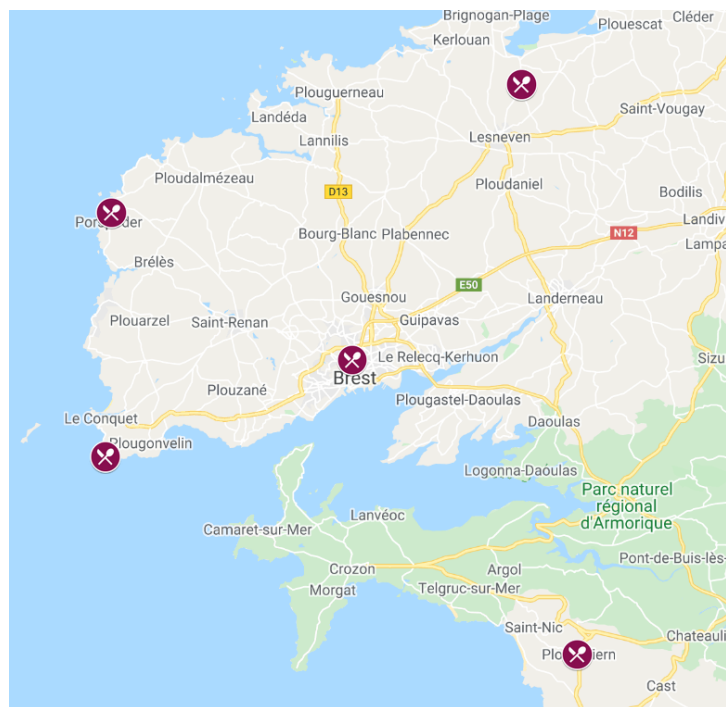 Brignogan-Plage
Cléder
Plouescat
Kerlouan
Plouguerneau
Saint-Vougay
Landéda
Lannilis
Lesneven
Ploudalmézeau
Ploudaniel
D13
Bodilis
Landivi
Bourg-Blanc
Plabennec
N12
Lampa
Brélès
E50
Gouesnou
Landerneau
Plouarzel
Saint-Renan
Guipavas
Le Relecq-Kerhuon
Sizu
Brest
Plouzané
Plougastel-Daoulas
Le Conquet
Daoulas
Plougonvelin
Logonna-Daoulas
Parc naturel
régional
d'Armorique
Lanvéoc
Camaret-sur-Mer
Pont-de-Buis-lès-
Crozon
Argol
Morgat
Telgruc-sur-Mer
Saint-Nic
Chateauli
Cast